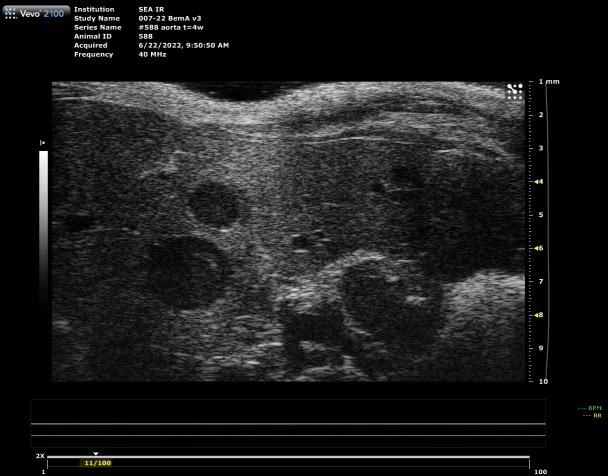 Vevo 2100
Institution SEA IR
Study Name 007-22 BemA v3
Series Name #588 aorta t=4w
Animal ID 588
Acquired 6/22/2022, 9:50:50 AM
Frequency 40 MHz
1 mm
2
3
4
5
6
7
8
9
10
--- BPM
--- RR
2X
11/100
1 100